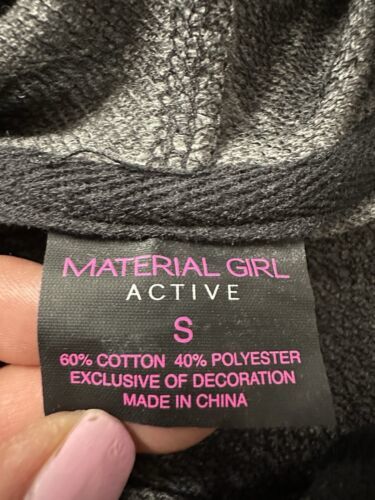 MATERIAL GIRL
ACTIVE
S
60% COTTON 40% POLYESTER
EXCLUSIVE OF DECORATION
MADE IN CHINA